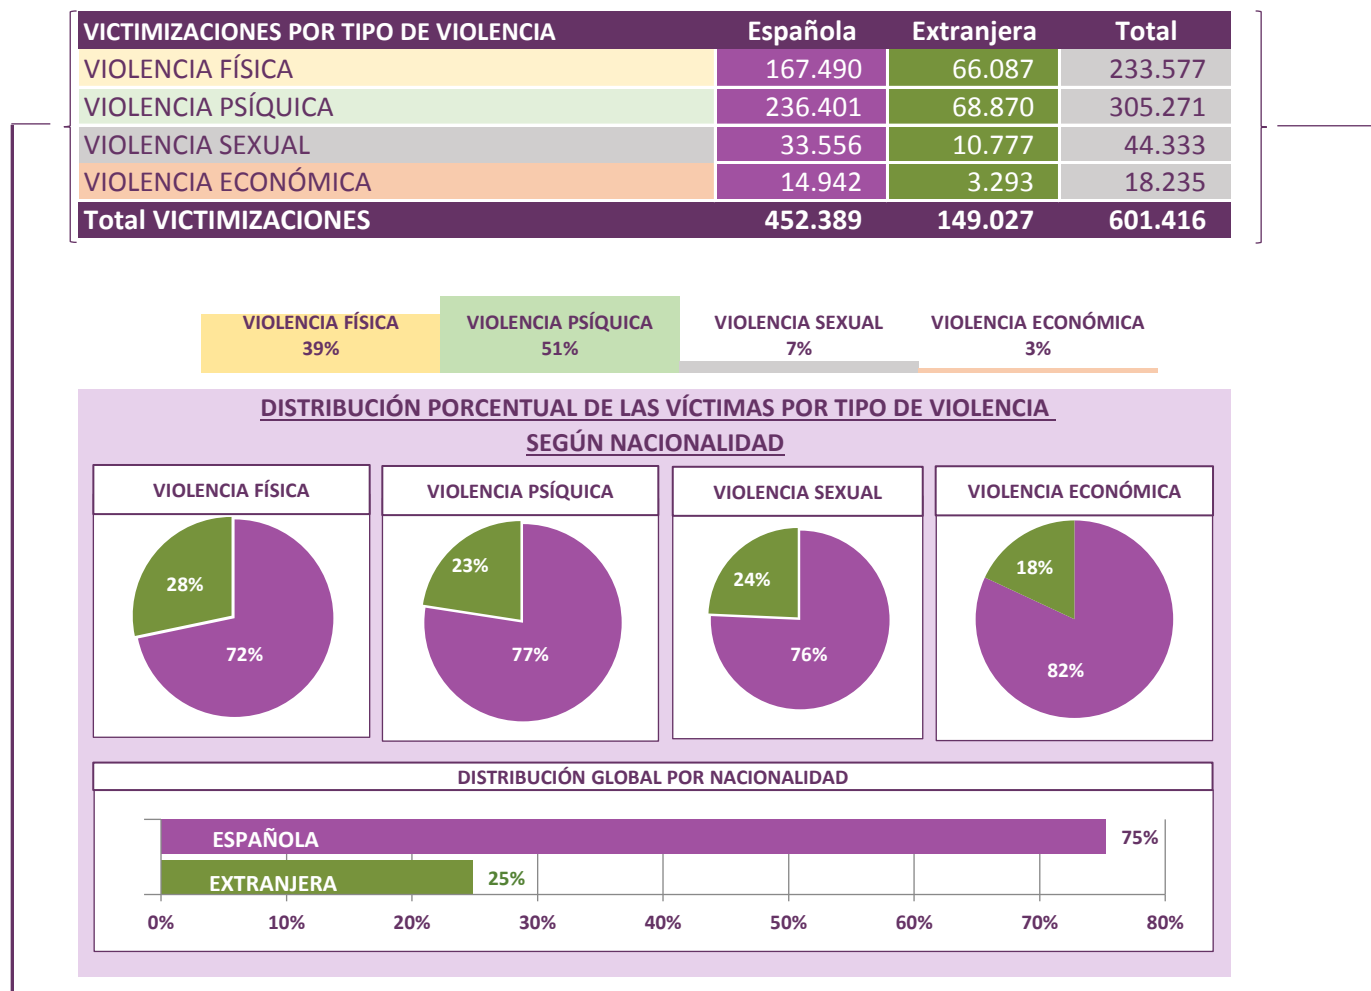 VICTIMIZACIONES POR TIPO DE VIOLENCIA Española Extranjera Total
VIOLENCIA FÍSICA 167.490 66.087 233.577
VIOLENCIA PSÍQUICA 236.401 68.870 305.271
VIOLENCIA SEXUAL 33.556 10.777 44.333
VIOLENCIA ECONÓMICA 14.942 3.293 18.235
Total VICTIMIZACIONES 452.389 149.027 601.416
VIOLENCIA FÍSICA VIOLENCIA PSÍQUICA VIOLENCIA SEXUAL VIOLENCIA ECONÓMICA
39% 51% 7% 3%
DISTRIBUCIÓN PORCENTUAL DE LAS VÍCTIMAS POR TIPO DE VIOLENCIA
SEGÚN NACIONALIDAD
VIOLENCIA FÍSICA
28%
72%
VIOLENCIA PSÍQUICA
23%
77%
VIOLENCIA SEXUAL
24%
76%
VIOLENCIA ECONÓMICA
18%
82%
DISTRIBUCIÓN GLOBAL POR NACIONALIDAD
ESPAÑOLA 75%
EXTRANJERA 25%
0% 10% 20% 30% 40% 50% 60% 70% 80%